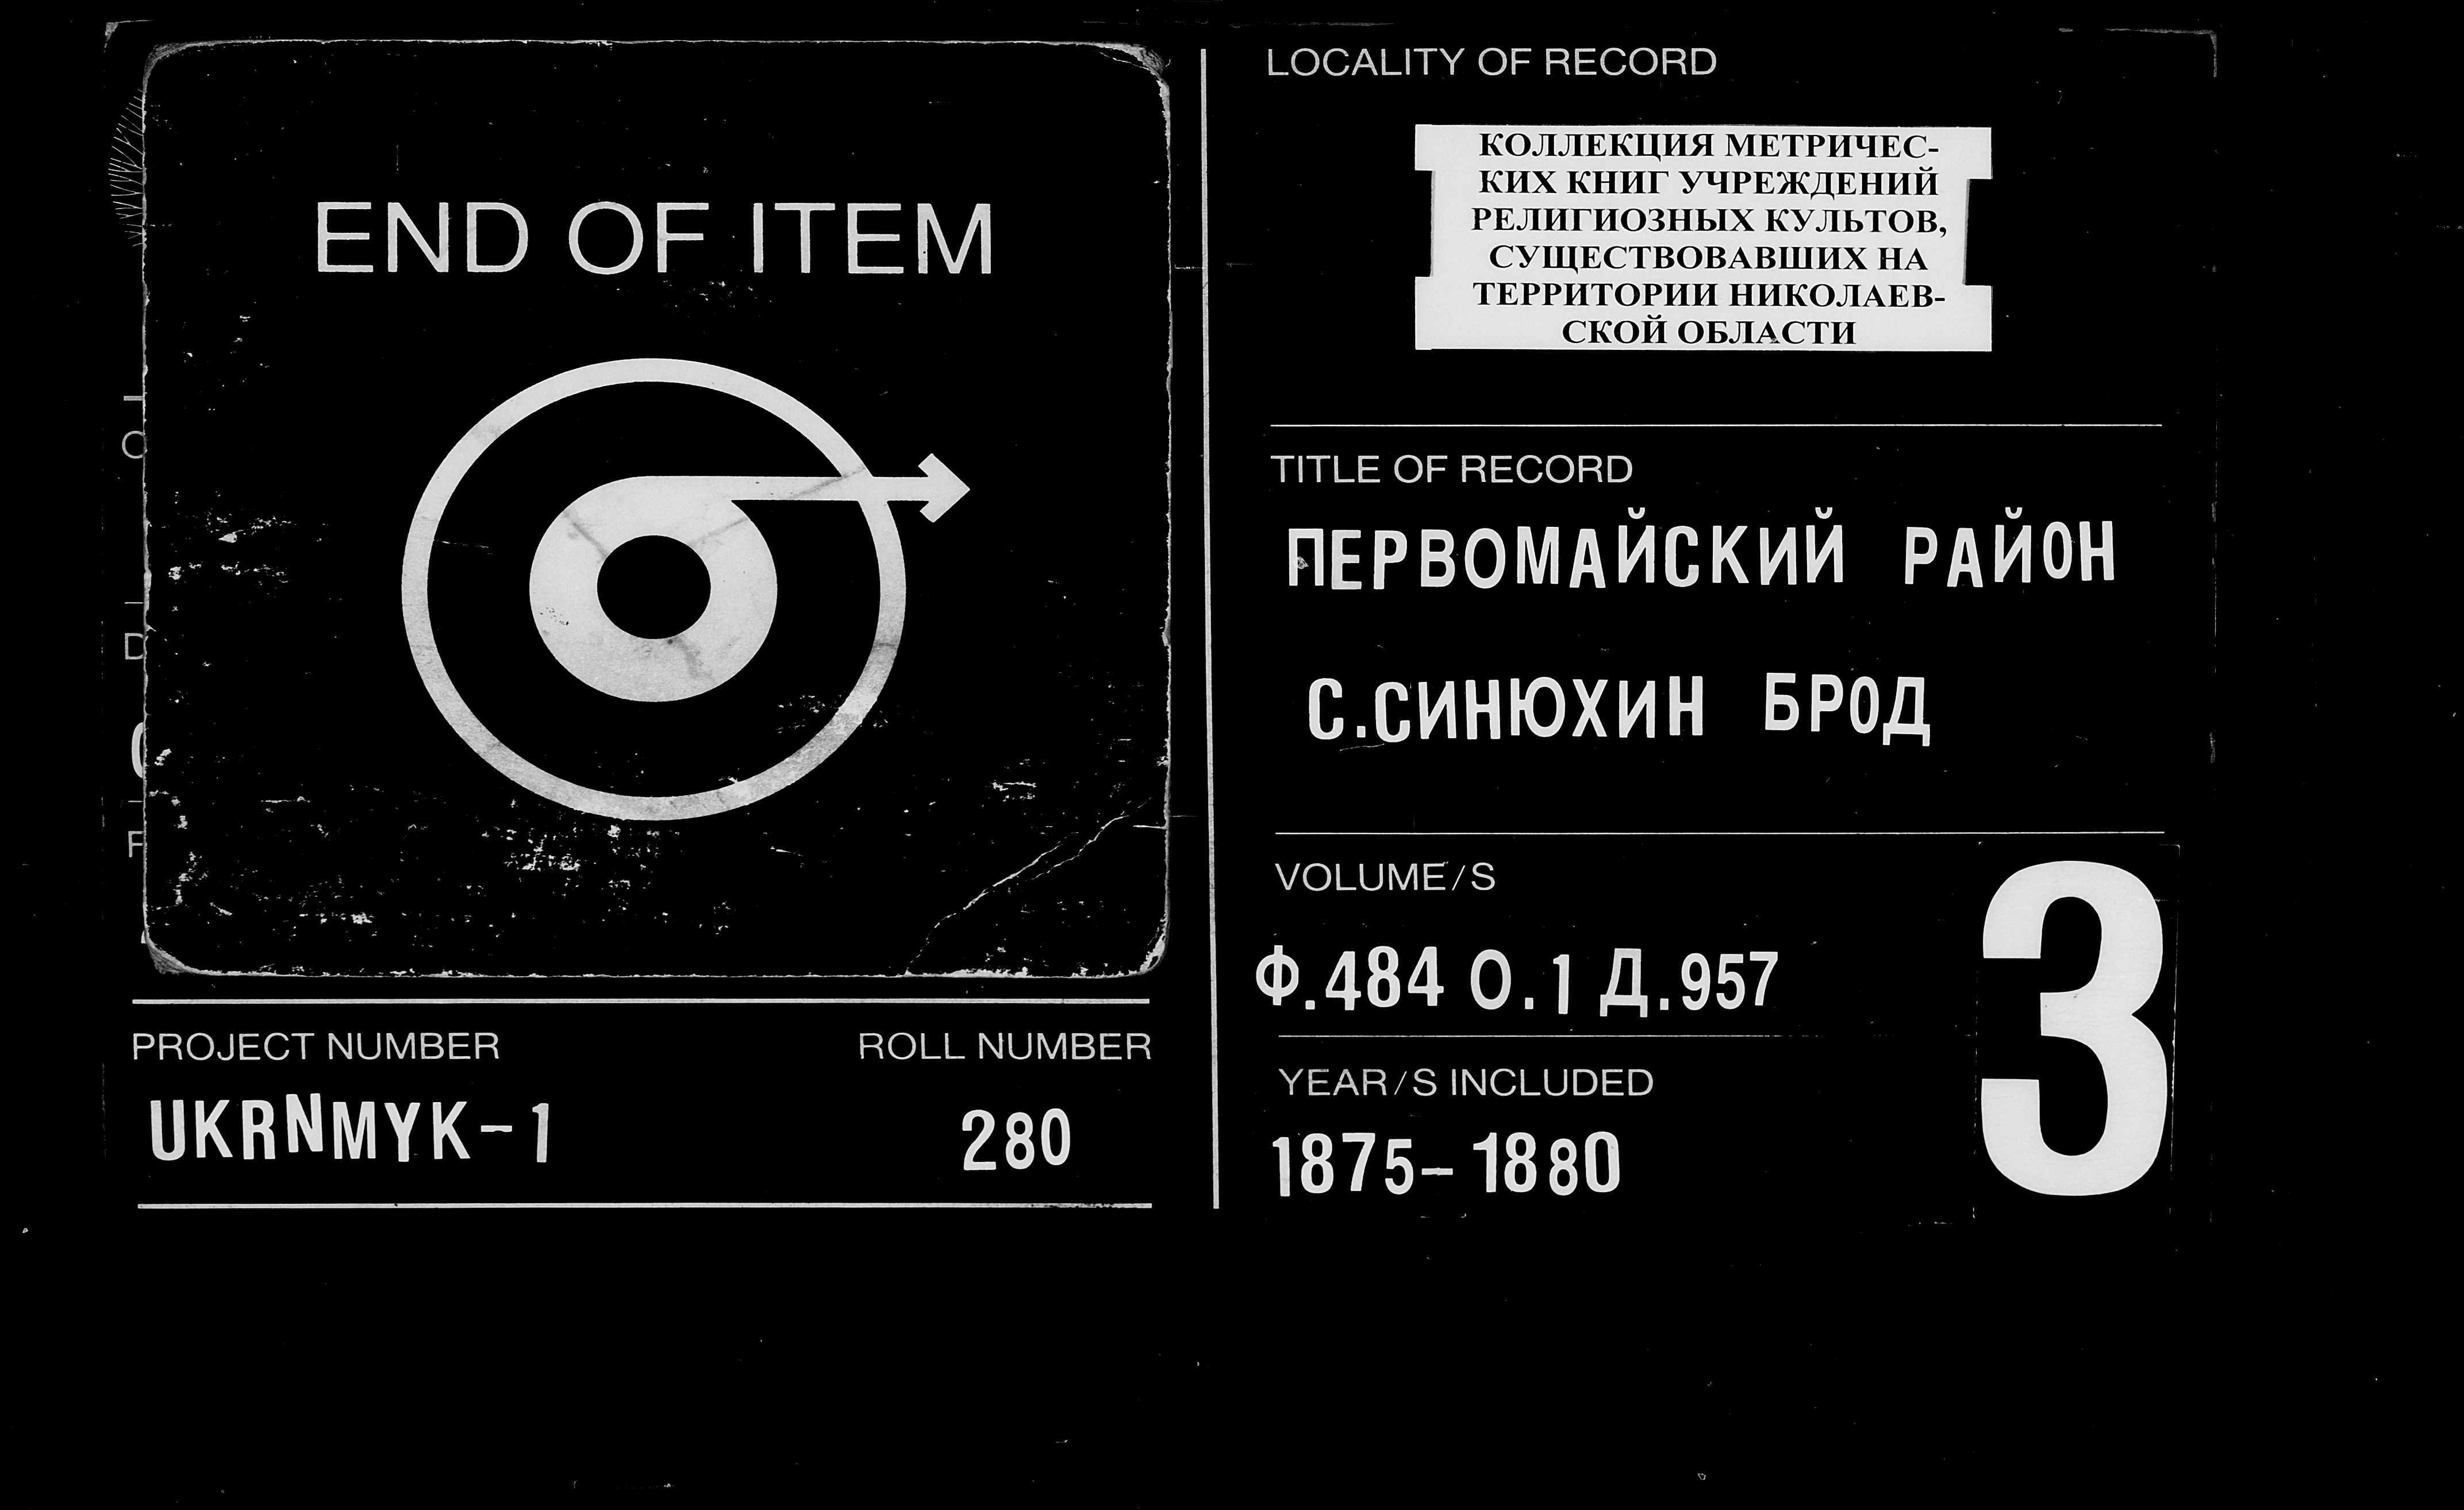 END OF ITEM
PROJECT NUMBER
ROLL NUMBER
UKRNMYK-1
280
LOCALITY OF RECORD
КОЛЛЕКЦИЯ МЕТРИЧЕС-
КИХ КНИГ УЧРЕЖДЕНИЙ
РЕЛИГИОЗНЫХ КУЛЬТОВ,
СУЩЕСТВОВАВШИХ НА
ТЕРРИТОРИИ НИКОЛАЕВ-
СКОЙ ОБЛАСТИ
TITLE OF RECORD
ПЕРВОМАЙСКИЙ РАЙОН
С.СИНЮХИН БРОД
VOLUME/S
Ф.484 О.1 Д.957
YEAR/S INCLUDED
1875-1880
3